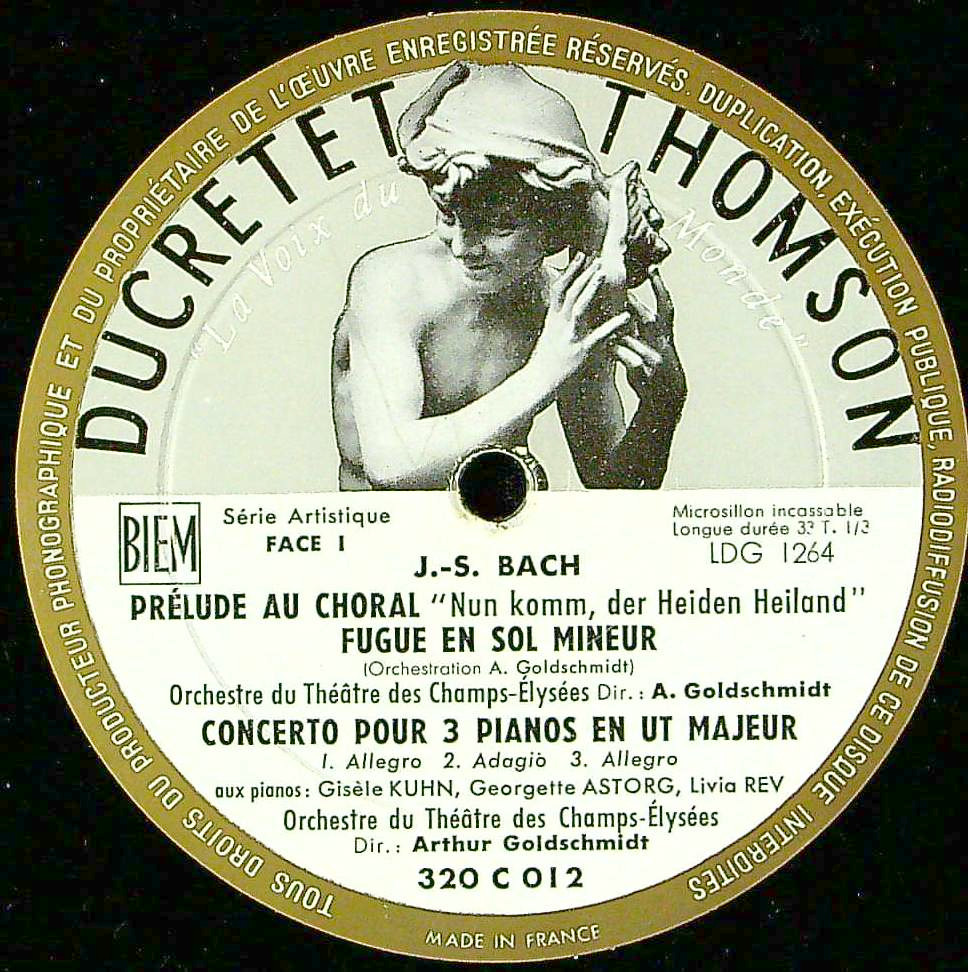 TOUS DROITS DU PRODUCTEUR PHONOGRAPHIQUE ET DU PROPRIÉTAIRE DE L'ŒUVRE ENREGISTRÉE RÉSERVÉS. DUPLICATION, EXÉCUTION PUBLIQUE, RADIODIFFUSION DE CE DISQUE INTERDITES
DUCRETET THOMSON
"La Voix du Monde"
BIEM
Série Artistique
FACE I
Microsillon incassable
Longue durée 33 T. 1/3
LDG 1264
J.-S. BACH
PRÉLUDE AU CHORAL "Nun komm, der Heiden Heiland"
FUGUE EN SOL MINEUR
(Orchestration A. Goldschmidt)
Orchestre du Théâtre des Champs-Élysées Dir.: A. Goldschmidt
CONCERTO POUR 3 PIANOS EN UT MAJEUR
1. Allegro 2. Adagiò 3. Allegro
aux pianos: Gisèle KUHN, Georgette ASTORG, Livia REV
Orchestre du Théâtre des Champs-Élysées
Dir.: Arthur Goldschmidt
320 C 012
MADE IN FRANCE